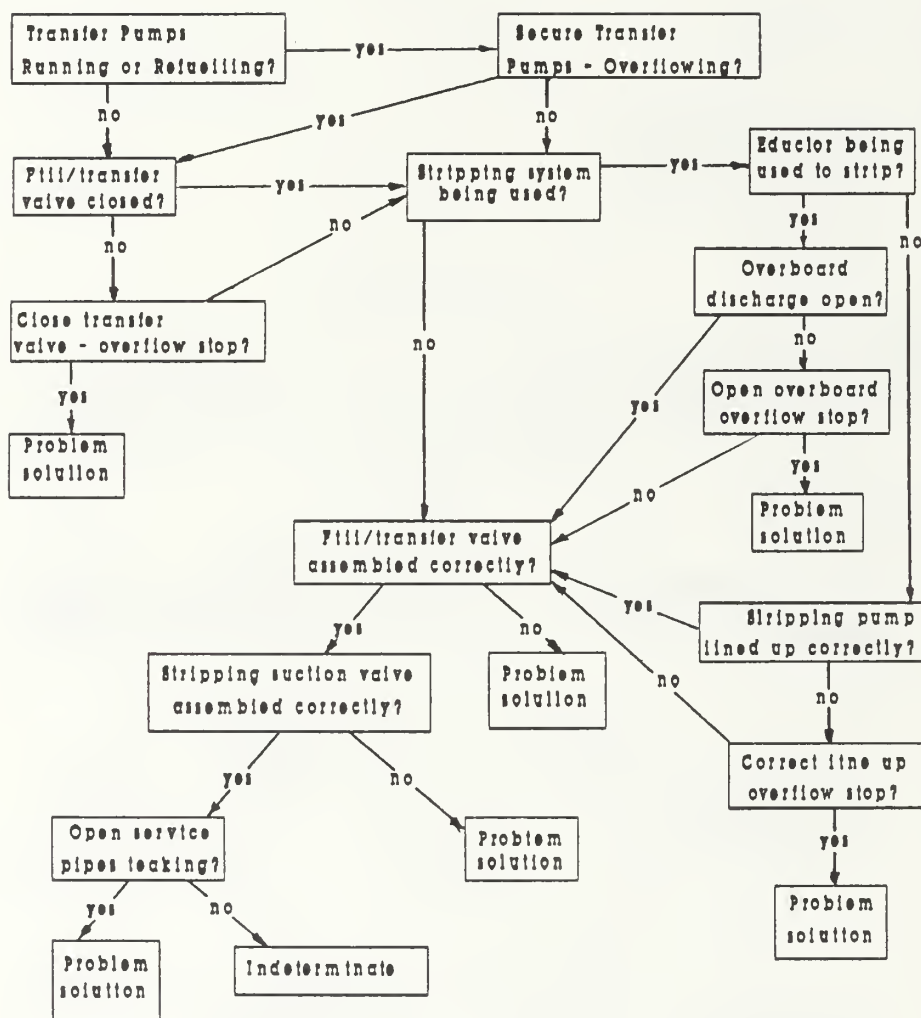 Transfer Pumps
Running or Refuelling?
yes
Secure Transfer
Pumps - Overflowing?
no
yes
no
Fill/transfer
valve closed?
yes
Stripping system
being used?
yes
Eductor being
used to strip?
no
no
yes
no
Overboard
discharge open?
Close transfer
valve - overflow stop?
no
no
yes
yes
Open overboard
overflow stop?
Problem
solution
no
yes
Problem
solution
Fill/transfer valve
assembled correctly?
yes
Stripping pump
lined up correctly?
yes
no
Stripping suction valve
assembled correctly?
Problem
solution
no
no
Correct line up
overflow stop?
yes
no
Open service
pipes leaking?
Problem
solution
yes
yes
no
Problem
solution
Problem
solution
Indeterminate